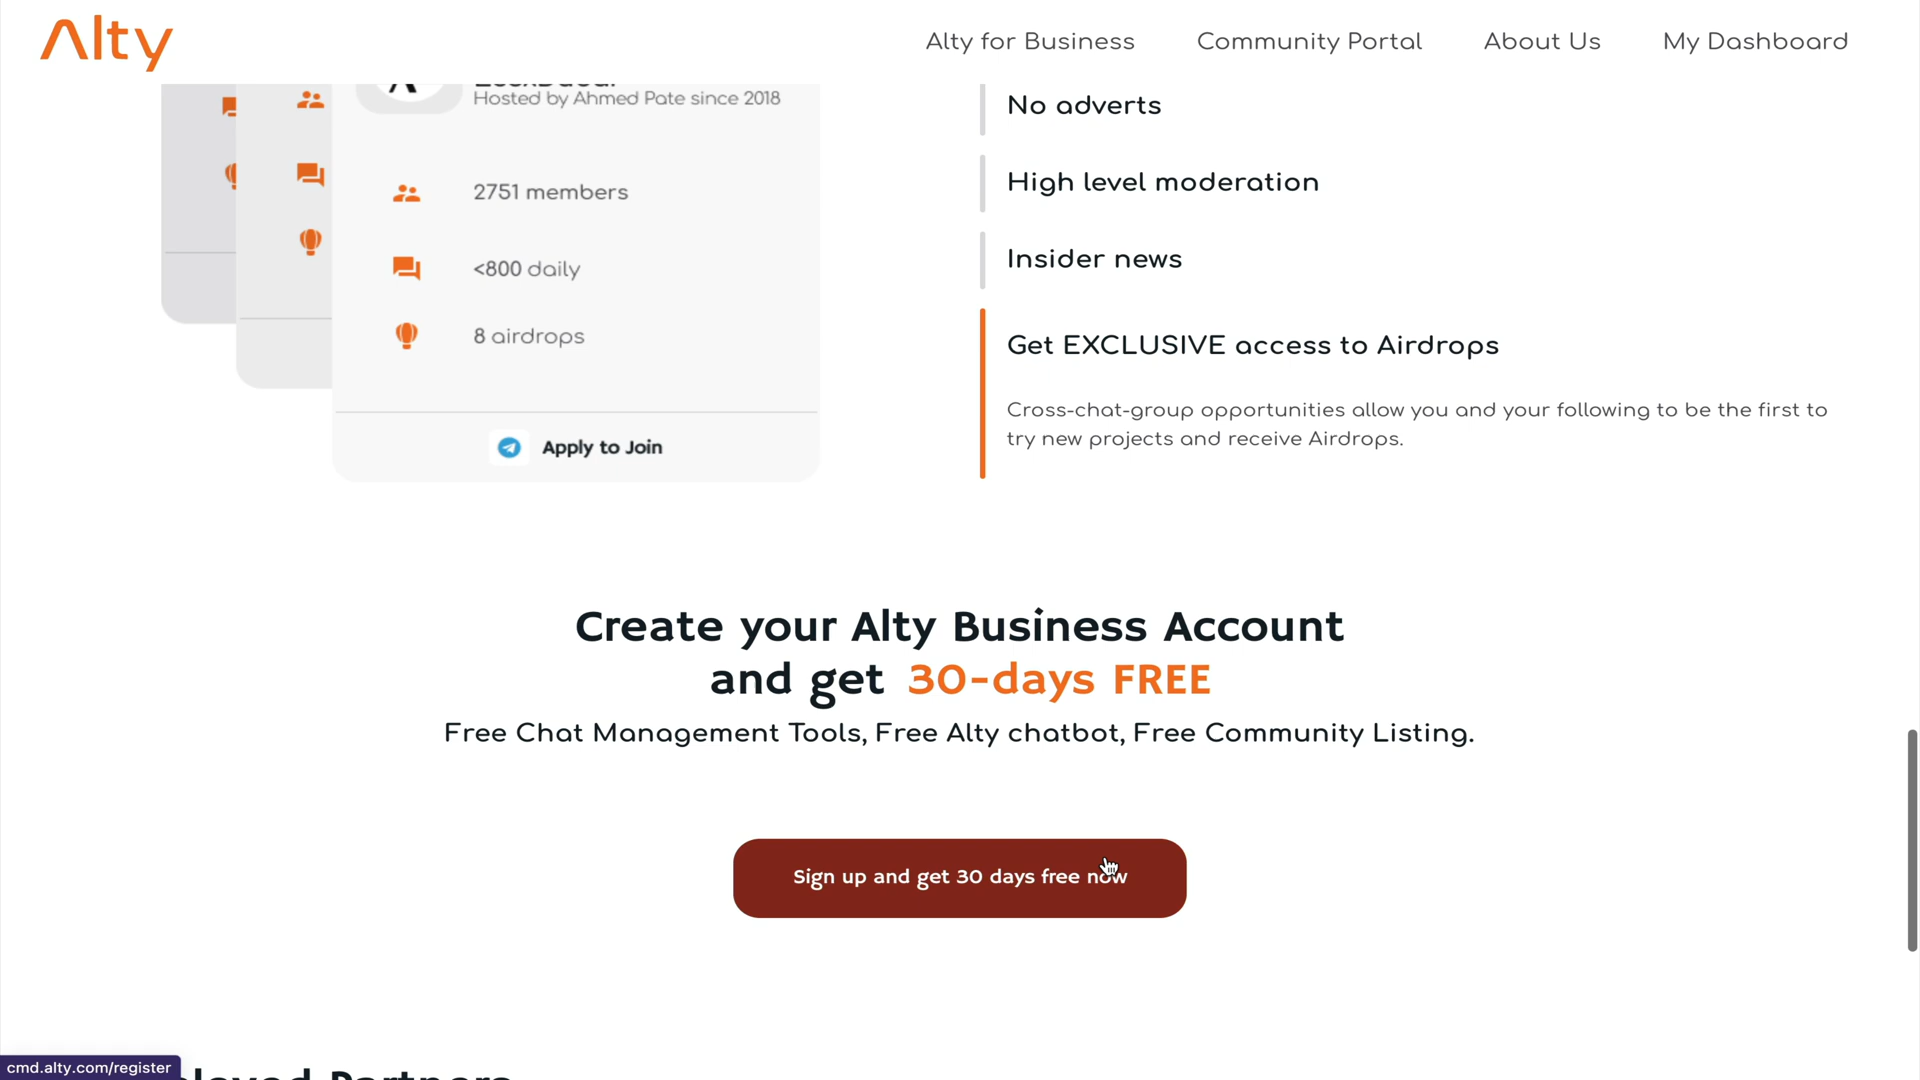 Alty
Alty for Business
Community Portal
About Us
My Dashboard
Hosted by Ahmed Pate since 2018
2751 members
<800 daily
8 airdrops
Apply to Join
No adverts
High level moderation
Insider news
Get EXCLUSIVE access to Airdrops
Cross-chat-group opportunities allow you and your following to be the first to
try new projects and receive Airdrops.
Create your Alty Business Account
and get 30-days FREE
Free Chat Management Tools, Free Alty chatbot, Free Community Listing.
Sign up and get 30 days free now
cmd.alty.com/register
Partners